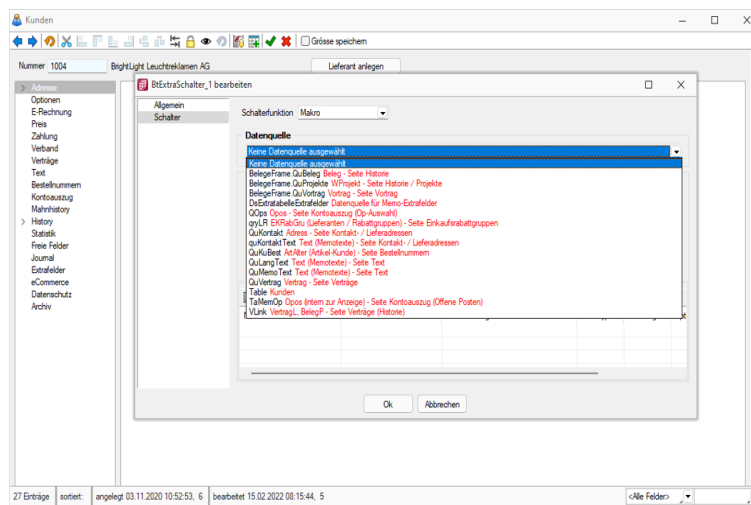 Kunden
Grösse speichern
Nummer 1004 BrightLight Leuchtreklamen AG Lieferant anlegen
Adresse
Optionen
E-Rechnung
Preis
Zahlung
Verband
Verträge
Text
Bestellnummern
Kontoauszug
Mahnhistory
History
Statistik
Freie Felder
Journal
Extrafelder
eCommerce
Datenschutz
Archiv
BtExtraSchalter_1 bearbeiten
Allgemein
Schalter
Schalterfunktion Makro
Datenquelle
Keine Datenquelle ausgewählt
Keine Datenquelle ausgewählt
BelegeFrame.QuBeleg Beleg - Seite Historie
BelegeFrame.QuProjekte WProjekt - Seite Historie / Projekte
BelegeFrame.QuVortrag Vortrag - Seite Vortrag
DsExtratabelleExtrafelder Datenquelle für Memo-Extrafelder
QOps Opos - Seite Kontoauszug (Op-Auswahl)
qryLR EKRabGru (Lieferanten / Rabattgruppen) - Seite Einkaufsrabattgruppen
QuKontakt Adress - Seite Kontakt- / Lieferadressen
quKontaktText Text (Memotexte) - Seite Kontakt- / Lieferadressen
QuKuBest ArtAlter (Artikel-Kunde) - Seite Bestellnummern
QuLangText Text (Memotexte) - Seite Text
QuMemoText Text (Memotexte) - Seite Text
QuVertrag Vertrag - Seite Verträge
Table Kunden
TaMemOp Opos (intern zur Anzeige) - Seite Kontoauszug (Offene Posten)
VLink VertragL, BelegP - Seite Verträge (Historie)
Ok Abbrechen
27 Einträge sortiert: angelegt 03.11.2020 10:52:53, 6 bearbeitet 15.02.2022 08:15:44, 5 <Alle Felder>